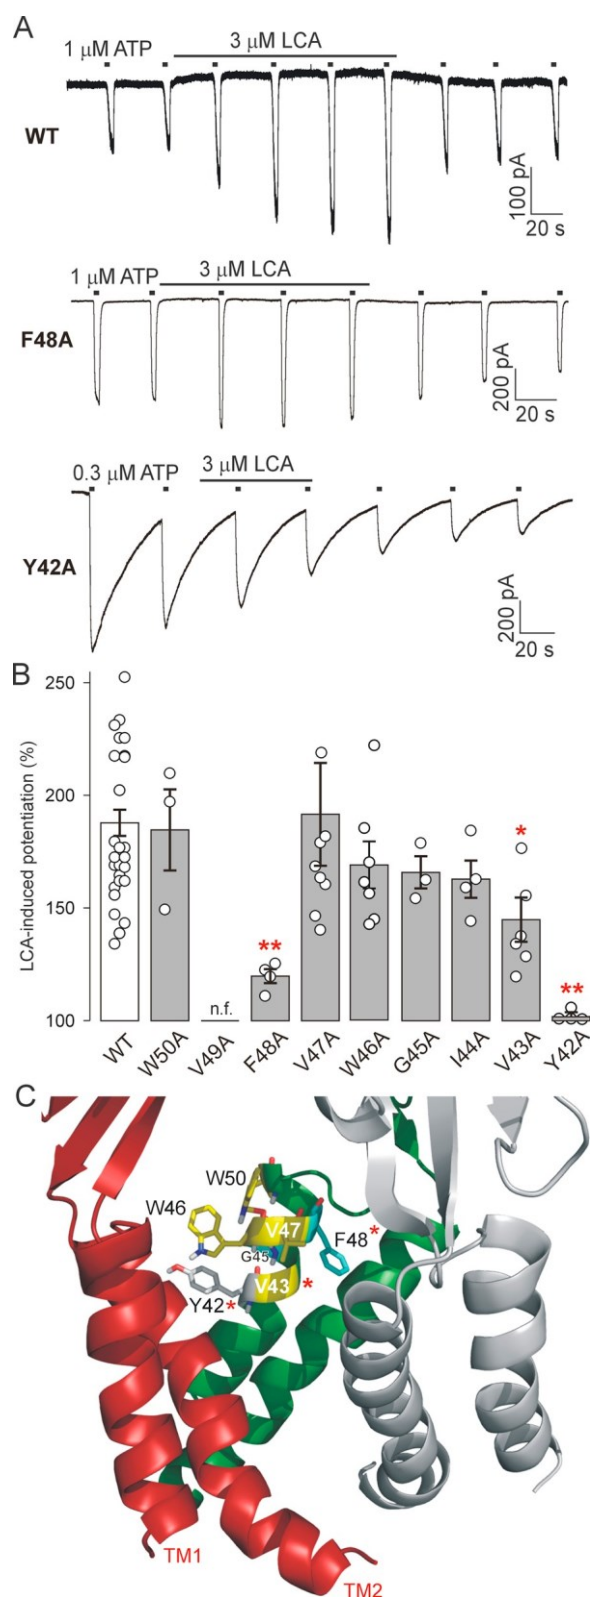 A
1 μM ATP
3 μM LCA
WT
100 pA
20 s
1 μM ATP
3 μM LCA
F48A
200 pA
20 s
0.3 μM ATP
3 μM LCA
Y42A
200 pA
20 s
B
LCA-induced potentiation (%)
250
200
150
100
n.f.
**
*
**
WT
W50A
V49A
F48A
V47A
W46A
G45A
I44A
V43A
Y42A
C
W50
W46
V47
F48*
G45
V43*
Y42*
TM1
TM2